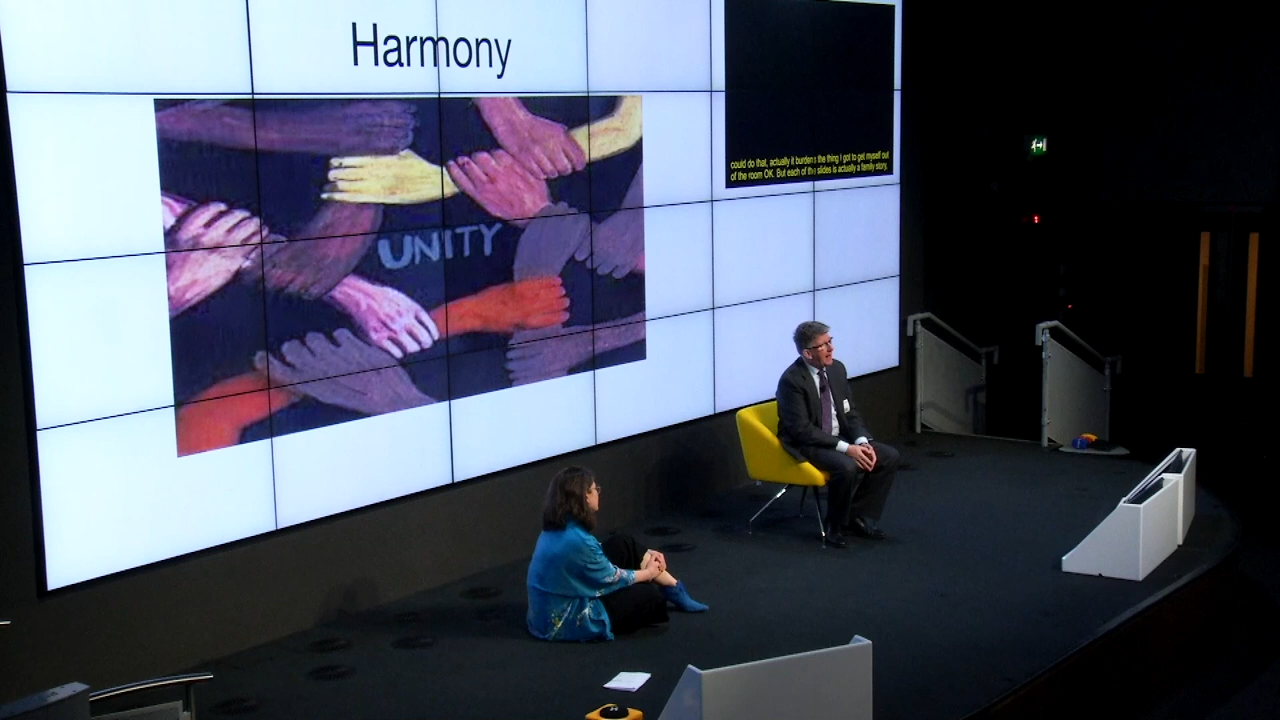 Harmony
UNITY
could do that, actually it burdens the thing I got to get myself out
of the room OK. But each of the slides is actually a family story,